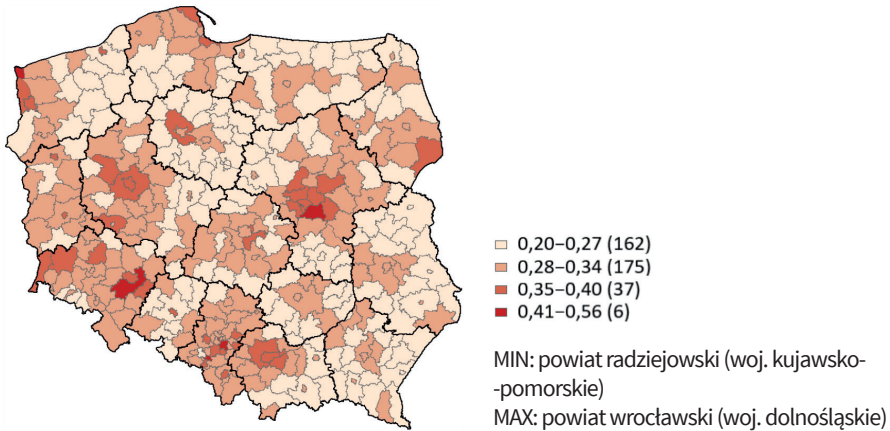 0,20–0,27 (162)
0,28–0,34 (175)
0,35–0,40 (37)
0,41–0,56 (6)
MIN: powiat radziejowski (woj. kujawsko-
-pomorskie)
MAX: powiat wrocławski (woj. dolnośląskie)